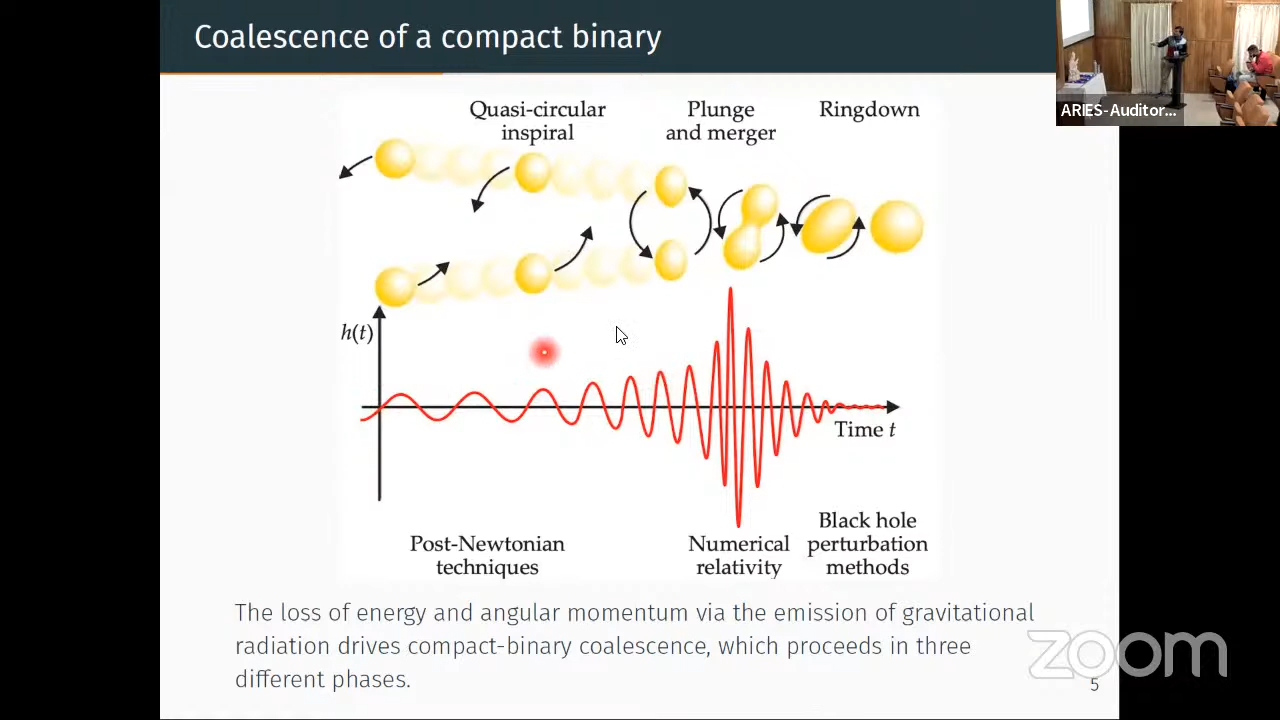 Coalescence of a compact binary
ARIES-Auditor...
Quasi-circular
inspiral
Plunge
and merger
Ringdown
h(t)
Time t
Post-Newtonian
techniques
Numerical
relativity
Black hole
perturbation
methods
The loss of energy and angular momentum via the emission of gravitational
radiation drives compact-binary coalescence, which proceeds in three
different phases.
zoom
5